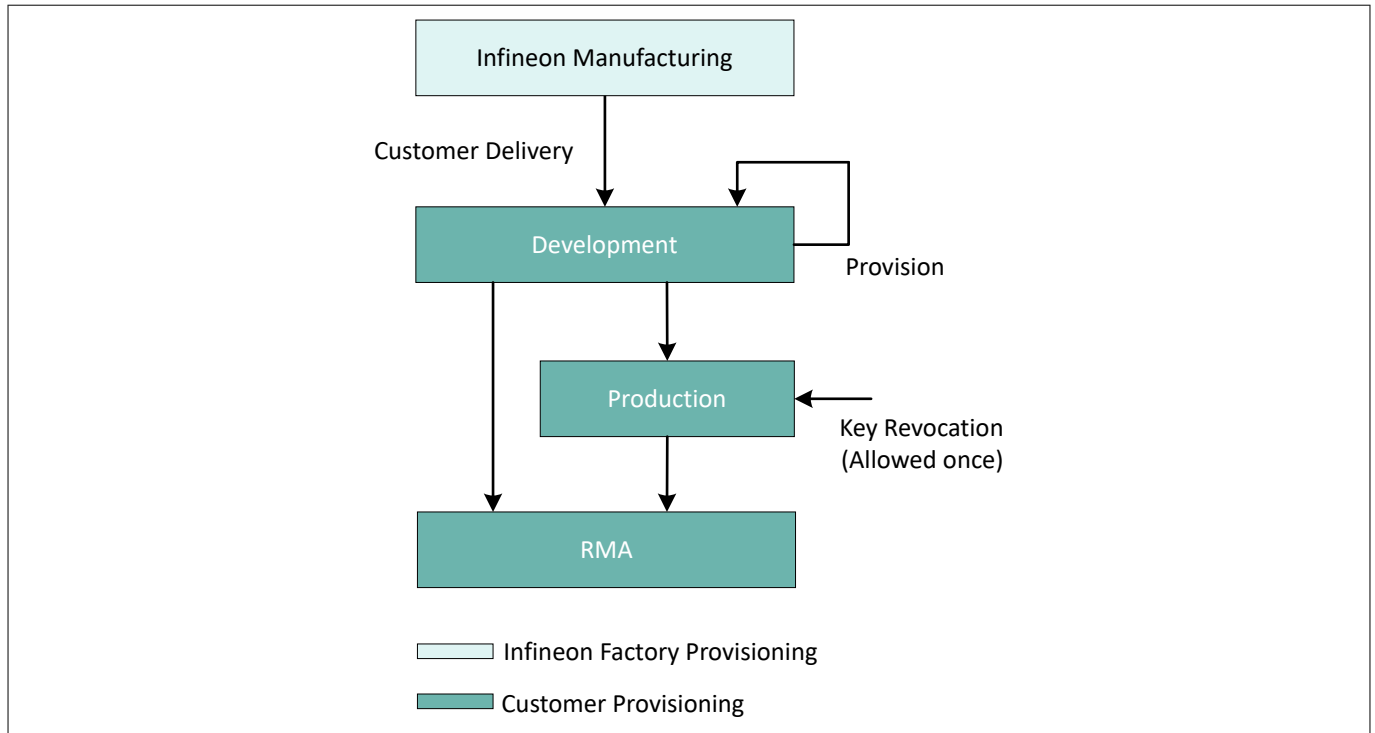 Infineon Manufacturing
Customer Delivery
Development
Provision
Production
Key Revocation
(Allowed once)
RMA
Infineon Factory Provisioning
Customer Provisioning